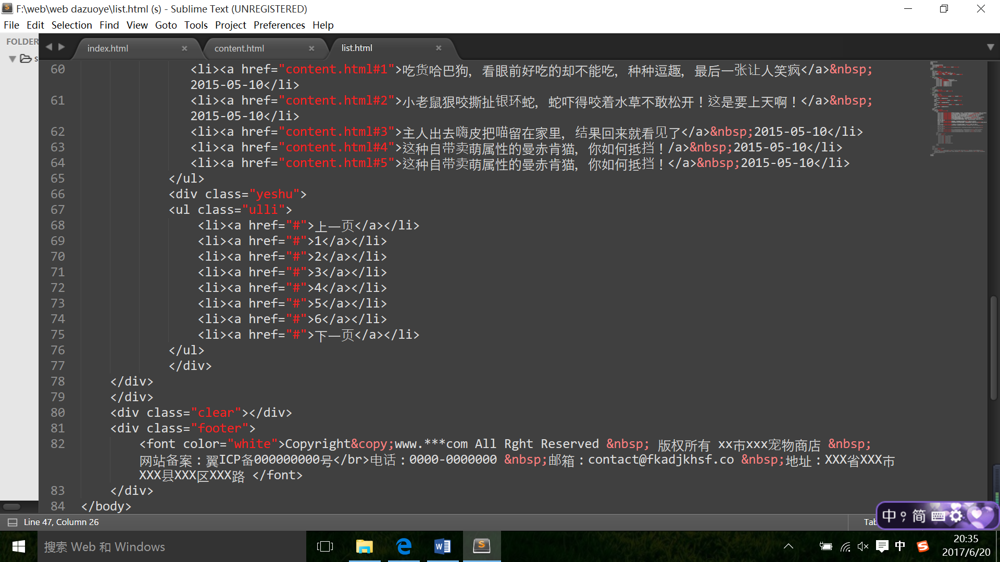 F:\web\web dazuoye\list.html (s) - Sublime Text (UNREGISTERED)
File Edit Selection Find View Goto Tools Project Preferences Help
FOLDER
s
index.html × content.html × list.html ×
60 <li><a href="content.html#1">吃货哈巴狗，看眼前好吃的却不能吃，种种逗趣，最后一张让人笑疯</a>&nbsp;
2015-05-10</li>
61 <li><a href="content.html#2">小老鼠狠咬撕扯银环蛇，蛇吓得咬着水草不敢松开！这是要上天啊！</a>&nbsp;
2015-05-10</li>
62 <li><a href="content.html#3">主人出去嗨皮把喵留在家里，结果回来就看见了</a>&nbsp;2015-05-10</li>
63 <li><a href="content.html#4">这种自带卖萌属性的曼赤肯猫，你如何抵挡！/a>&nbsp;2015-05-10</li>
64 <li><a href="content.html#5">这种自带卖萌属性的曼赤肯猫，你如何抵挡！</a>&nbsp;2015-05-10</li>
65 </ul>
66 <div class="yeshu">
67 <ul class="ulli">
68 <li><a href="#">上一页</a></li>
69 <li><a href="#">1</a></li>
70 <li><a href="#">2</a></li>
71 <li><a href="#">3</a></li>
72 <li><a href="#">4</a></li>
73 <li><a href="#">5</a></li>
74 <li><a href="#">6</a></li>
75 <li><a href="#">下一页</a></li>
76 </ul>
77 </div>
78 </div>
79 </div>
80 <div class="clear"></div>
81 <div class="footer">
82 <font color="white">Copyright&copy;www.***com All Rght Reserved &nbsp; 版权所有 xx市xxx宠物商店 &nbsp;
网站备案：翼ICP备000000000号</br>电话：0000-0000000 &nbsp;邮箱：contact@fkadjkhsf.co &nbsp;地址：XXX省XXX市
XXX县XXX区XXX路 </font>
83 </div>
84 </body>
Line 47, Column 26
Tab
中 简
搜索 Web 和 Windows
中
20:35
2017/6/20